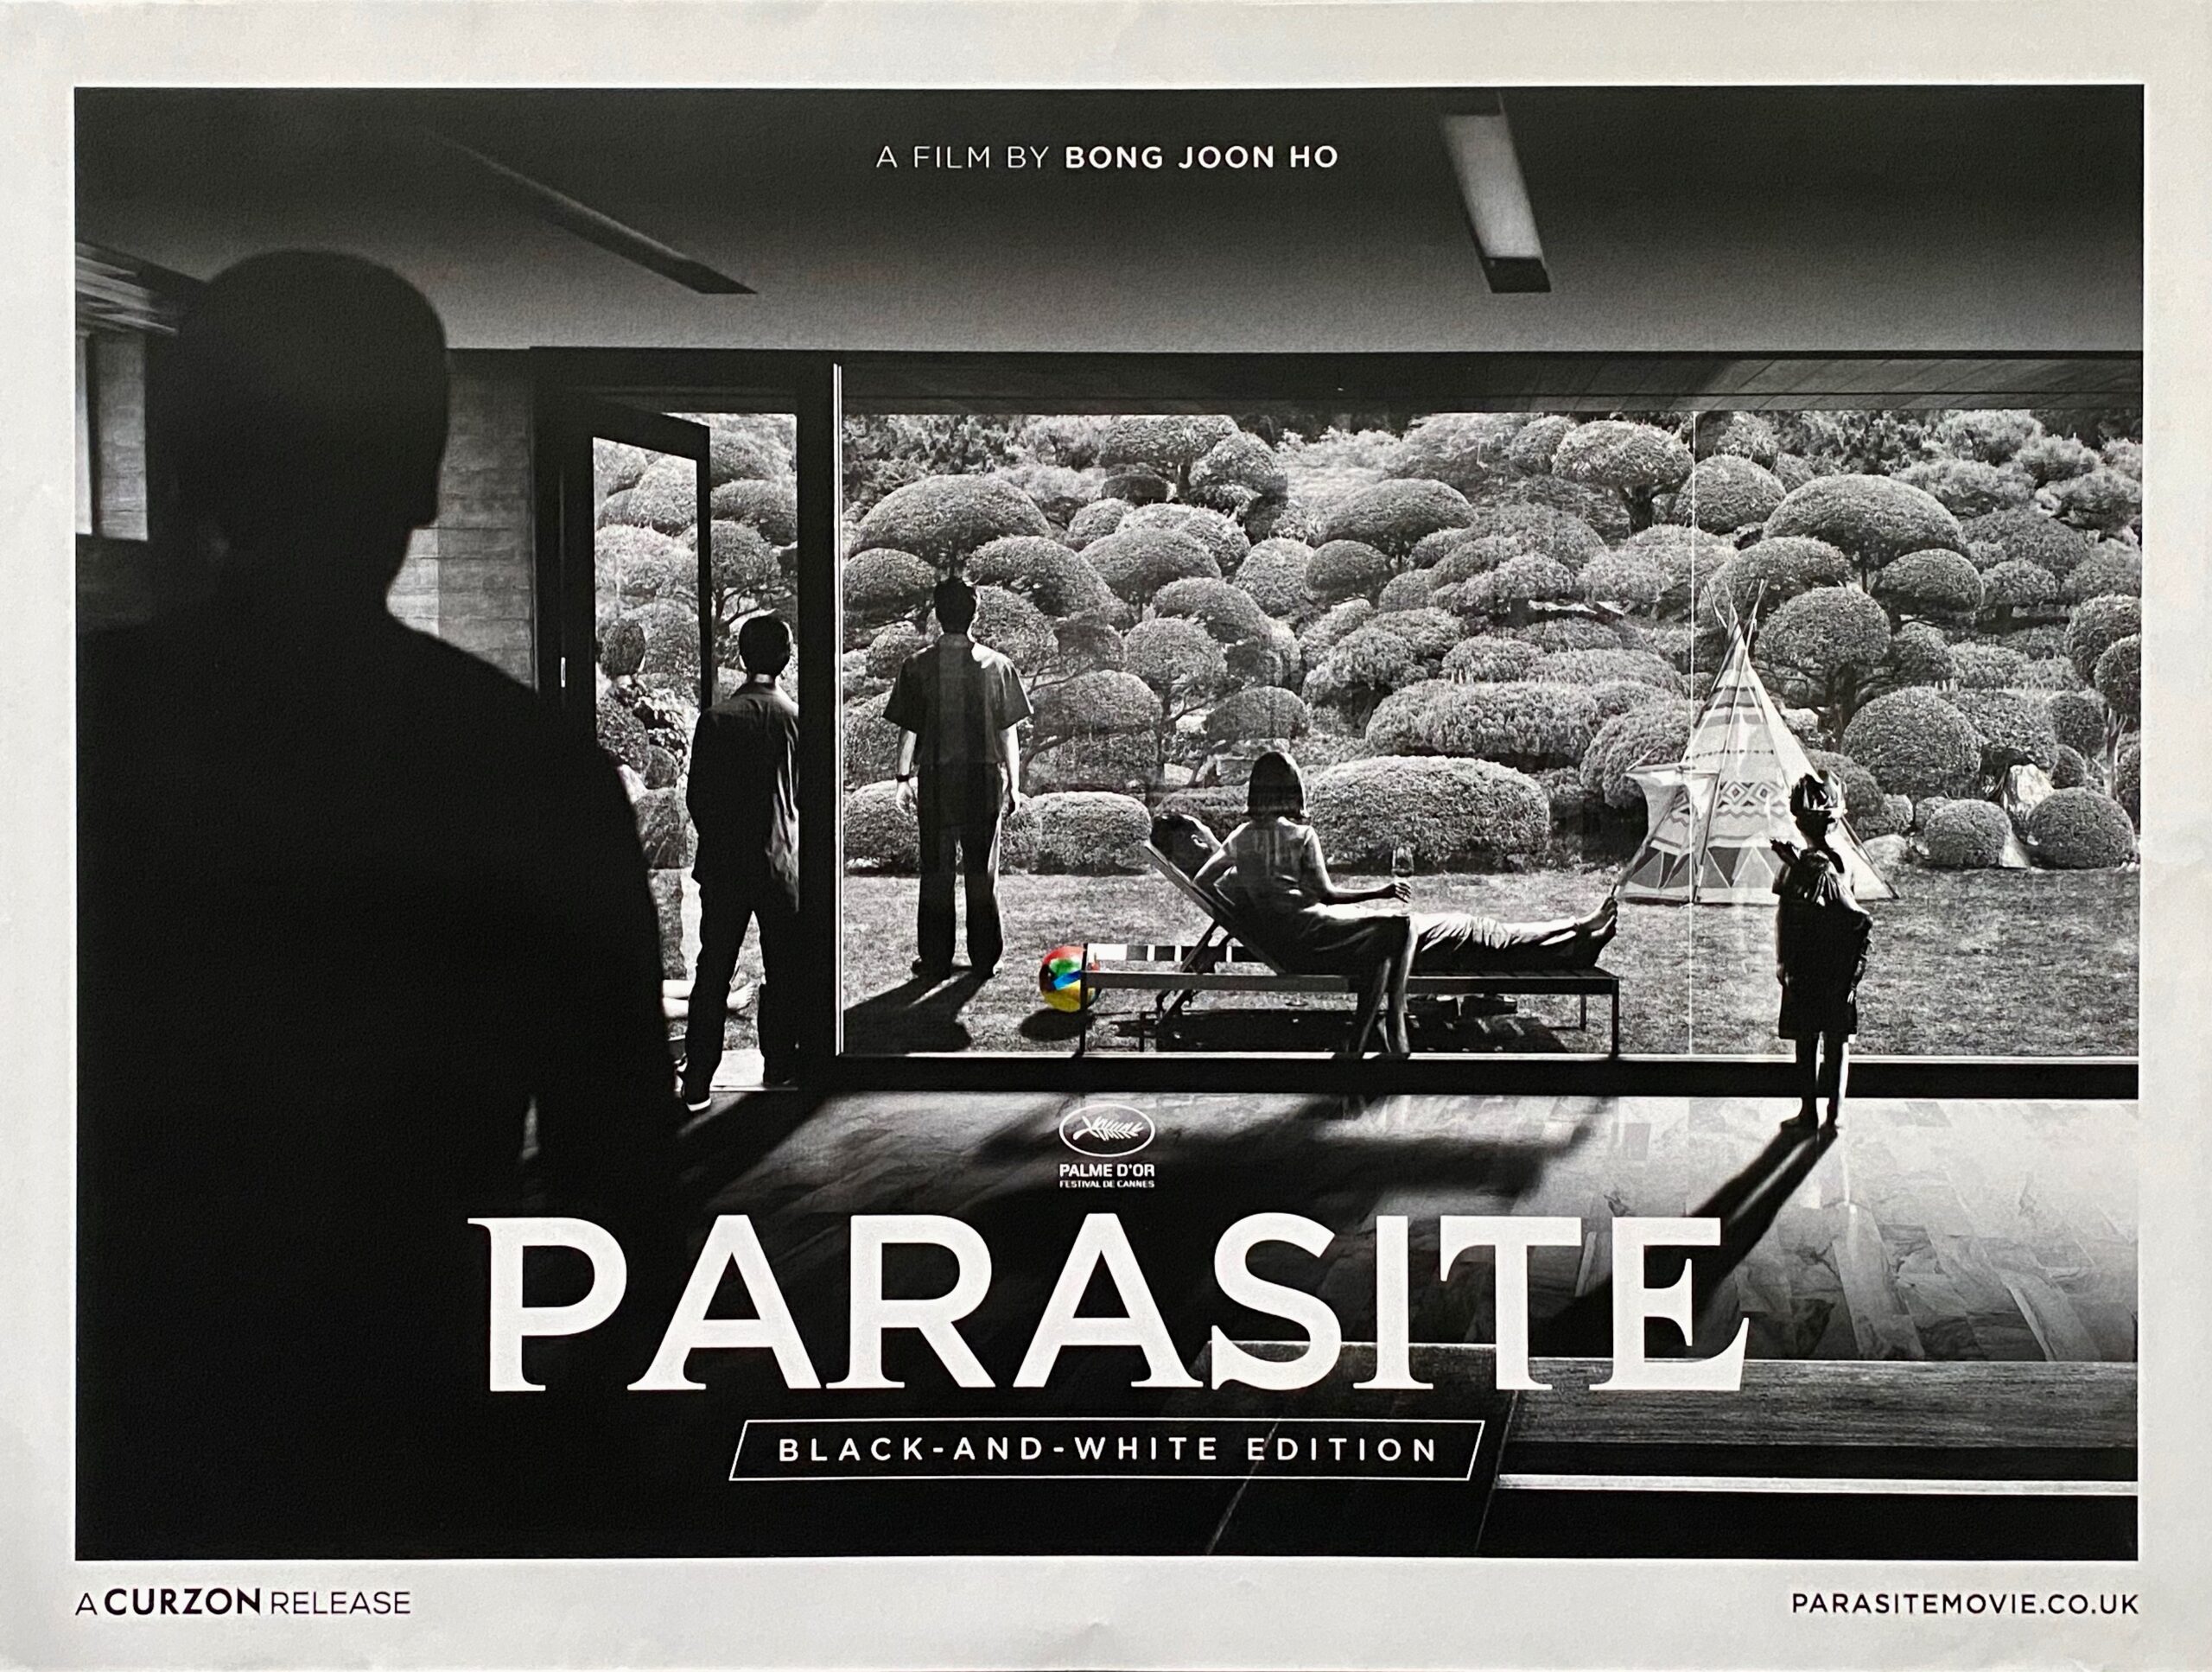 A FILM BY BONG JOON HO
PALME D'OR
FESTIVAL DE CANNES
PARASITE
BLACK-AND-WHITE EDITION
A CURZON RELEASE
PARASITEMOVIE.CO.UK